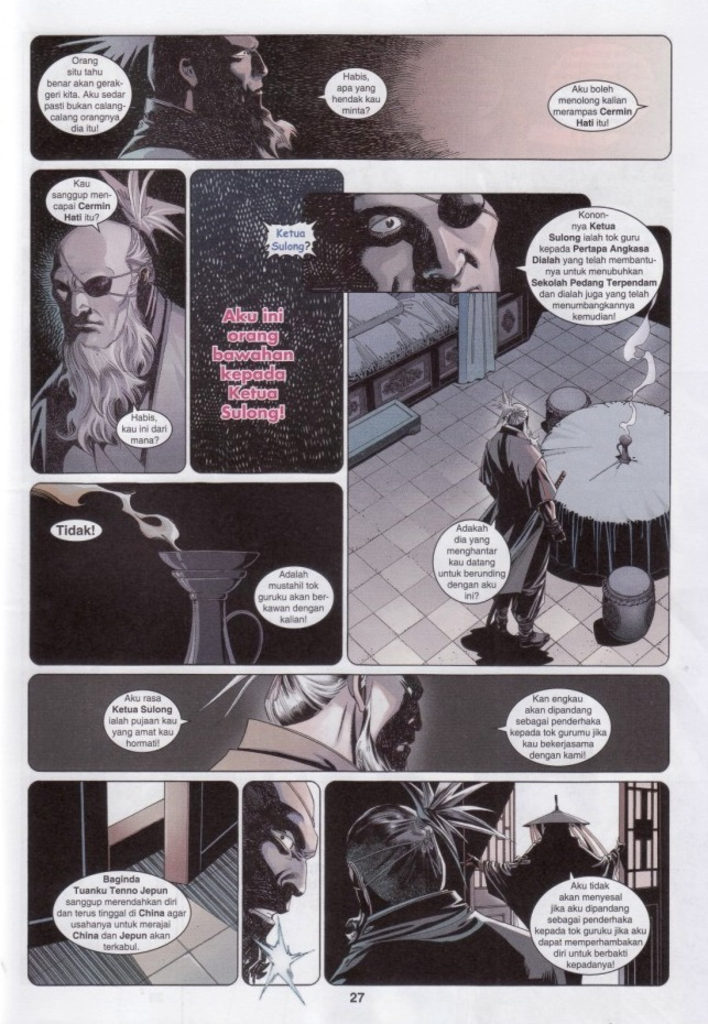 Orang
situ tahu
benar akan gerak-
geri kita. Aku sedar
pasti bukan calang-
calang orangnya
dia itu!
Habis,
apa yang
hendak kau
minta?
Aku boleh
menolong kalian
merampas Cermin
Hati itu!
Kau
sanggup men-
capai Cermin
Hati itu?
Habis,
kau ini dari
mana?
Aku ini
orang
bawahan
kepada
Ketua
Sulong!
Ketua
Sulong?
Konon-
nya Ketua
Sulong ialah tok guru
kepada Pertapa Angkasa
Dialah yang telah membantu-
nya untuk menubuhkan
Sekolah Pedang Terpendam
dan dialah juga yang telah
menumbangkannya
kemudian!
Adakah
dia yang
menghantar
kau datang
untuk berunding
dengan aku
ini?
Tidak!
Adalah
mustahil tok
guruku akan ber-
kawan dengan
kalian!
Aku rasa
Ketua Sulong
ialah pujaan kau
yang amat kau
hormati!
Kan engkau
akan dipandang
sebagai penderhaka
kepada tok gurumu jika
kau bekerjasama
dengan kami!
Baginda
Tuanku Tenno Jepun
sanggup merendahkan diri
dan terus tinggal di China agar
usahanya untuk merajai
China dan Jepun akan
terkabul.
Aku tidak
akan menyesal
jika aku dipandang
sebagai penderhaka
kepada tok guruku jika aku
dapat memperhambakan
diri untuk berbakti
kepadanya!
27